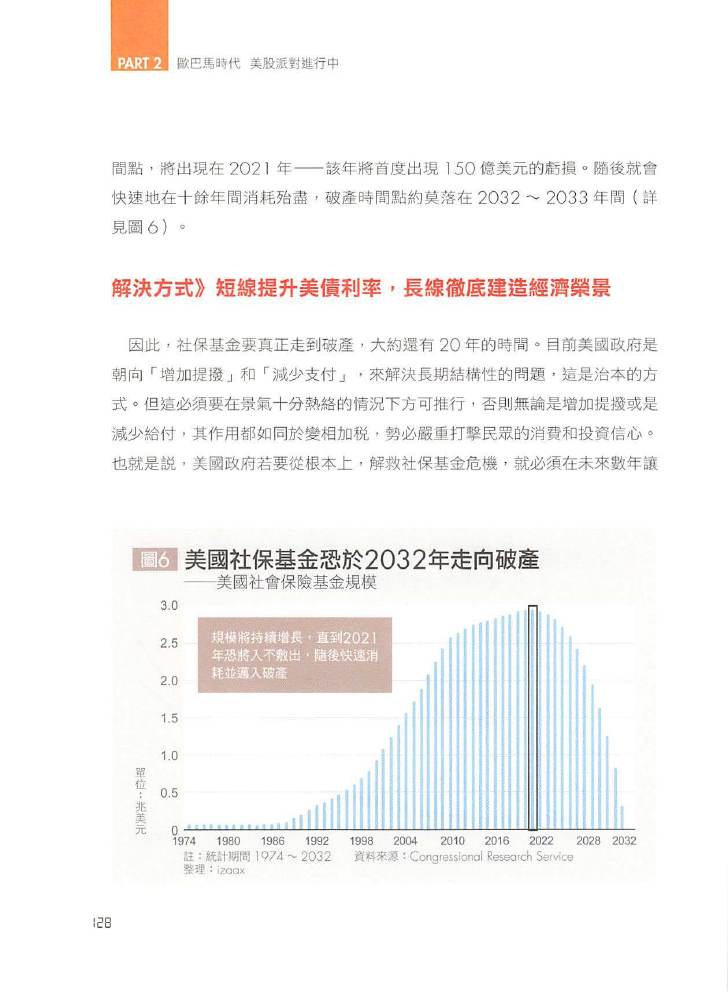 PART 2 歐巴馬時代 美股派對進行中
間點，將出現在 2021 年——該年將首度出現 150 億美元的虧損。隨後就會
快速地在十餘年間消耗殆盡，破產時間點約莫落在 2032 ～ 2033 年間（詳
見圖 6）。
解決方式》短線提升美債利率，長線徹底建造經濟榮景
因此，社保基金要真正走到破產，大約還有 20 年的時間。目前美國政府是
朝向「增加提撥」和「減少支付」，來解決長期結構性的問題，這是治本的方
式。但這必須要在景氣十分熱絡的情況下方可推行，否則無論是增加提撥或是
減少給付，其作用都如同於變相加稅，勢必嚴重打擊民眾的消費和投資信心。
也就是說，美國政府若要從根本上，解救社保基金危機，就必須在未來數年讓
圖6 美國社保基金恐於2032年走向破產
——美國社會保險基金規模
3.0
規模將持續增長，直到2021
年恐將入不敷出，隨後快速消
耗並邁入破產
2.5
2.0
1.5
1.0
0.5
0
單位：兆美元
1974 1980 1986 1992 1998 2004 2010 2016 2022 2028 2032
註：統計期間 1974 ～ 2032 資料來源：Congressional Research Service
整理：izaax
128